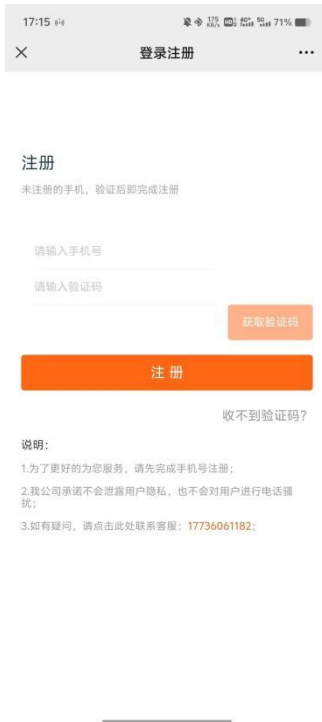 17:15
175 KB/s HD 4G 5G 71%
登录注册
注册
未注册的手机，验证后即完成注册
请输入手机号
请输入验证码
获取验证码
注 册
收不到验证码?
说明：
1.为了更好的为您服务，请先完成手机号注册；
2.我公司承诺不会泄露用户隐私，也不会对用户进行电话骚
扰；
3.如有疑问，请点击此处联系客服：17736061182；